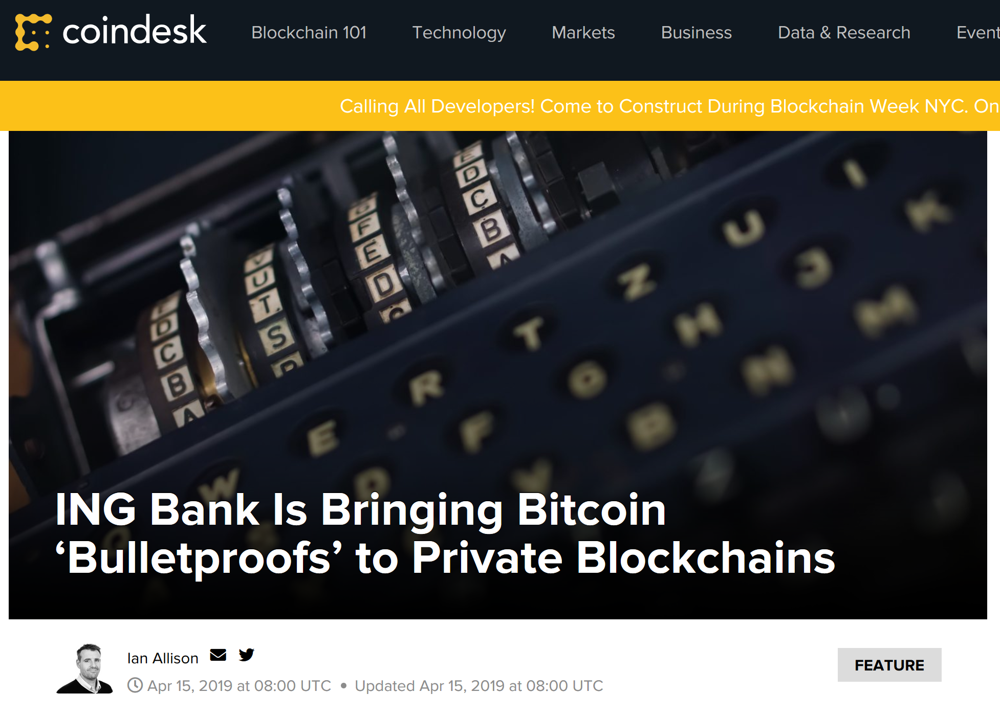 coindesk
Blockchain 101
Technology
Markets
Business
Data & Research
Event
Calling All Developers! Come to Construct During Blockchain Week NYC. On
E D C B A
G F E D C
V U T S R
D C B A
I
U K
Z J
T H M
R O N
E F B
W D V
ING Bank Is Bringing Bitcoin
‘Bulletproofs’ to Private Blockchains
Ian Allison
Apr 15, 2019 at 08:00 UTC • Updated Apr 15, 2019 at 08:00 UTC
FEATURE